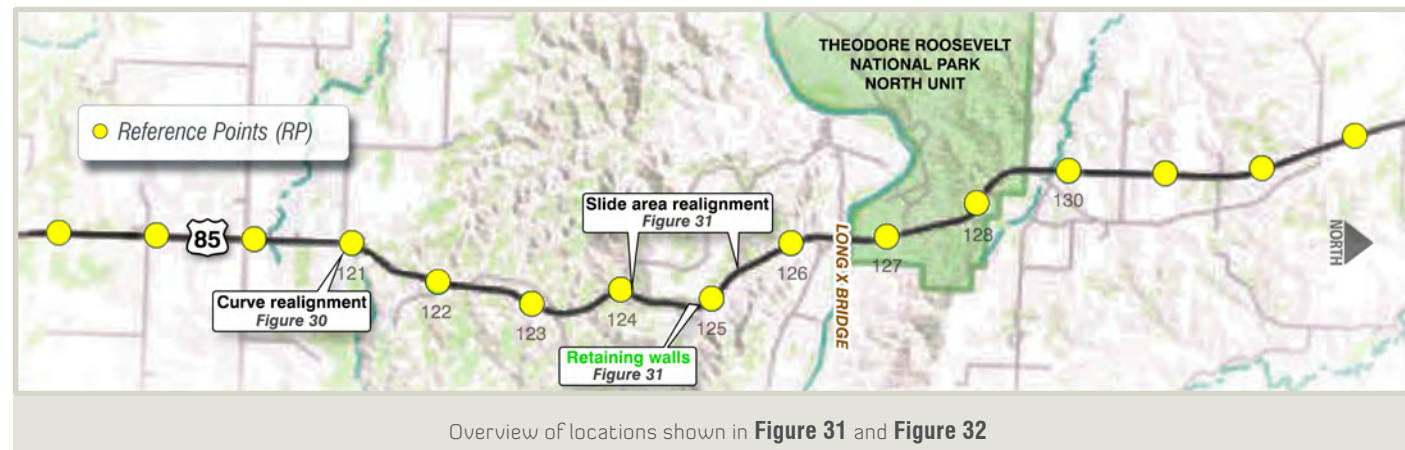 THEODORE ROOSEVELT
NATIONAL PARK
NORTH UNIT
Reference Points (RP)
Slide area realignment
Figure 31
85
121
122
123
124
125
126
127
128
130
LONG X BRIDGE
NORTH
Curve realignment
Figure 30
Retaining walls
Figure 31
Overview of locations shown in Figure 31 and Figure 32